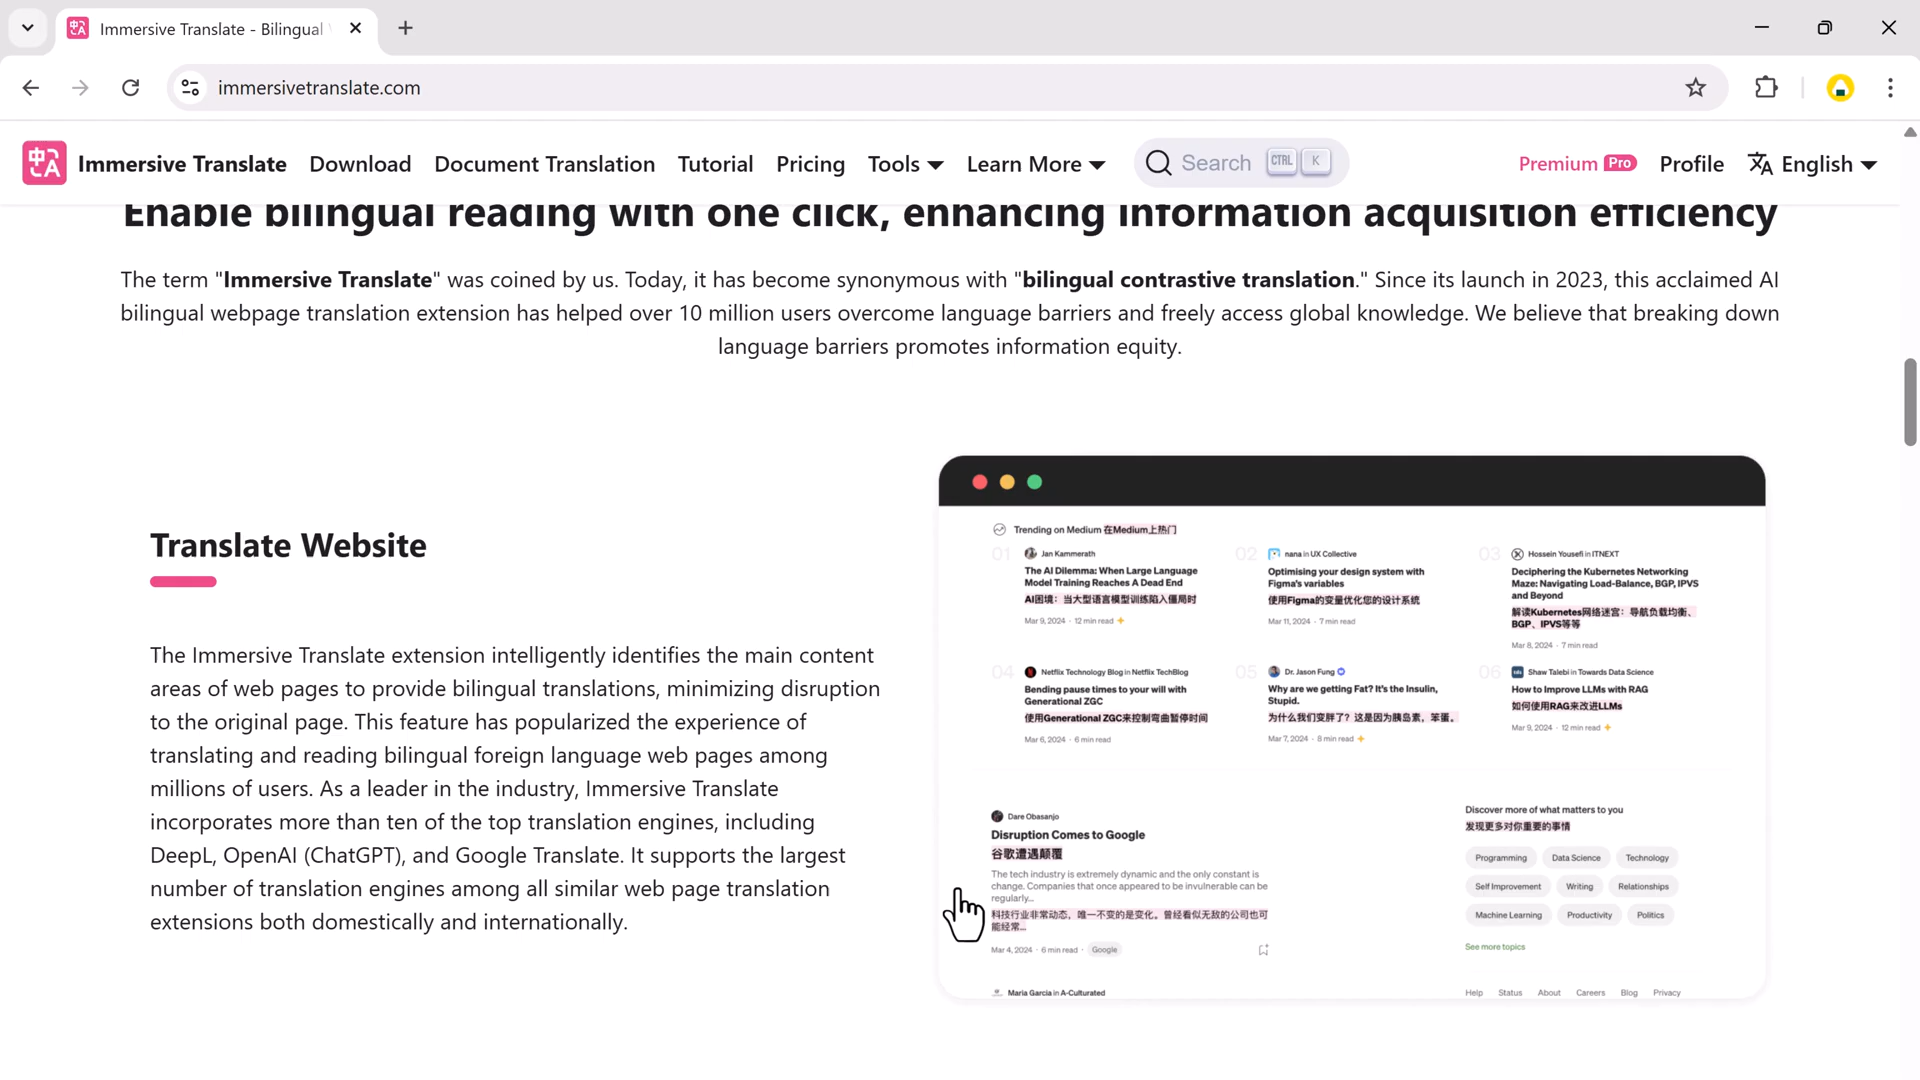 Immersive Translate - Bilingual
immersivetranslate.com
Immersive Translate
Download
Document Translation
Tutorial
Pricing
Tools
Learn More
Search
CTRL
K
Premium Pro
Profile
English
Enable bilingual reading with one click, enhancing information acquisition efficiency
The term "Immersive Translate" was coined by us. Today, it has become synonymous with "bilingual contrastive translation." Since its launch in 2023, this acclaimed AI
bilingual webpage translation extension has helped over 10 million users overcome language barriers and freely access global knowledge. We believe that breaking down
language barriers promotes information equity.
Translate Website
The Immersive Translate extension intelligently identifies the main content
areas of web pages to provide bilingual translations, minimizing disruption
to the original page. This feature has popularized the experience of
translating and reading bilingual foreign language web pages among
millions of users. As a leader in the industry, Immersive Translate
incorporates more than ten of the top translation engines, including
DeepL, OpenAI (ChatGPT), and Google Translate. It supports the largest
number of translation engines among all similar web page translation
extensions both domestically and internationally.
Trending on Medium 在Medium上热门
01
Jan Kammerath
The AI Dilemma: When Large Language
Model Training Reaches A Dead End
AI困境：当大型语言模型训练陷入僵局时
Mar 9, 2024 · 12 min read
02
nana in UX Collective
Optimising your design system with
Figma's variables
使用Figma的变量优化您的设计系统
Mar 11, 2024 · 7 min read
03
Hossein Yousefi in ITNEXT
Deciphering the Kubernetes Networking
Maze: Navigating Load-Balance, BGP, IPVS
and Beyond
解读Kubernetes网络迷宫：导航负载均衡、
BGP、IPVS等等
Mar 8, 2024 · 7 min read
04
Netflix Technology Blog in Netflix TechBlog
Bending pause times to your will with
Generational ZGC
使用Generational ZGC来控制弯曲暂停时间
Mar 6, 2024 · 6 min read
05
Dr. Jason Fung
Why are we getting Fat? It's the Insulin,
Stupid.
为什么我们变胖了？这是因为胰岛素，笨蛋。
Mar 7, 2024 · 8 min read
06
Shaw Talebi in Towards Data Science
How to Improve LLMs with RAG
如何使用RAG来改进LLMs
Mar 9, 2024 · 12 min read
Dare Obasanjo
Disruption Comes to Google
谷歌遭遇颠覆
The tech industry is extremely dynamic and the only constant is
change. Companies that once appeared to be invulnerable can be
regularly...
科技行业非常动态，唯一不变的是变化。曾经看似无敌的公司也可
能经常...
Mar 4, 2024 · 6 min read · Google
Maria Garcia in A-Culturated
Discover more of what matters to you
发现更多对你重要的事情
Programming
Data Science
Technology
Self Improvement
Writing
Relationships
Machine Learning
Productivity
Politics
See more topics
Help
Status
About
Careers
Blog
Privacy